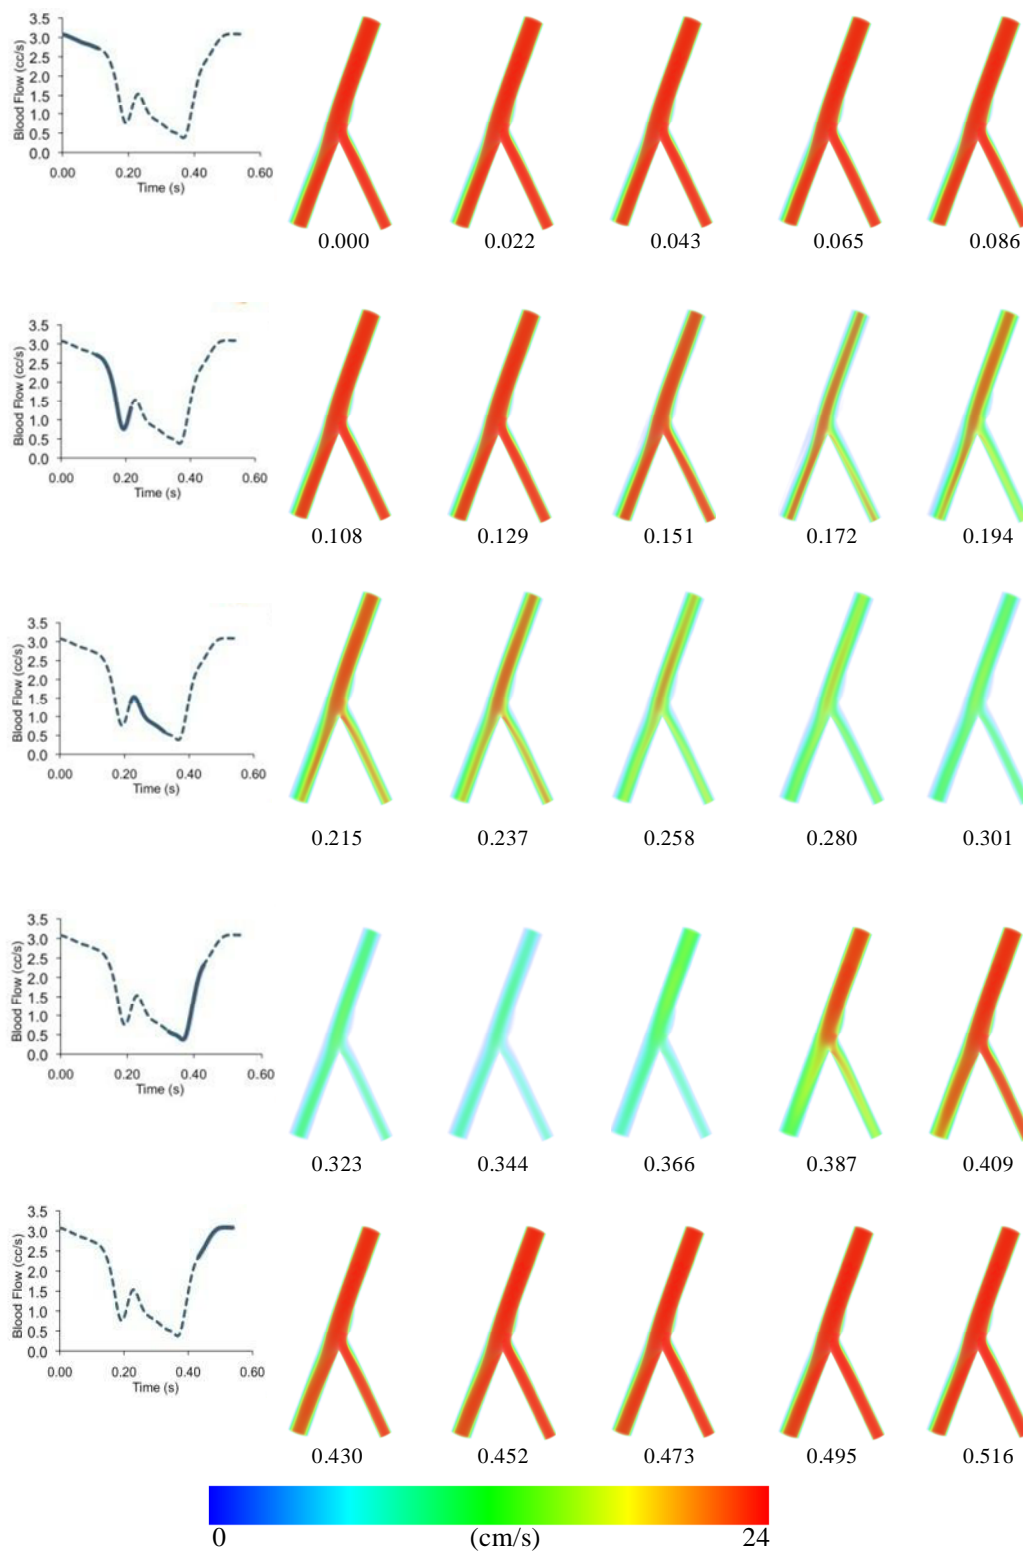 3.5
3.0
2.5
2.0
1.5
1.0
0.5
0.0
Blood Flow (cc/s)
0.00 0.20 0.40 0.60
Time (s)
0.000 0.022 0.043 0.065 0.086
3.5
3.0
2.5
2.0
1.5
1.0
0.5
0.0
Blood Flow (cc/s)
0.00 0.20 0.40 0.60
Time (s)
0.108 0.129 0.151 0.172 0.194
3.5
3.0
2.5
2.0
1.5
1.0
0.5
0.0
Blood Flow (cc/s)
0.00 0.20 0.40 0.60
Time (s)
0.215 0.237 0.258 0.280 0.301
3.5
3.0
2.5
2.0
1.5
1.0
0.5
0.0
Blood Flow (cc/s)
0.00 0.20 0.40 0.60
Time (s)
0.323 0.344 0.366 0.387 0.409
3.5
3.0
2.5
2.0
1.5
1.0
0.5
0.0
Blood Flow (cc/s)
0.00 0.20 0.40 0.60
Time (s)
0.430 0.452 0.473 0.495 0.516
0 (cm/s) 24